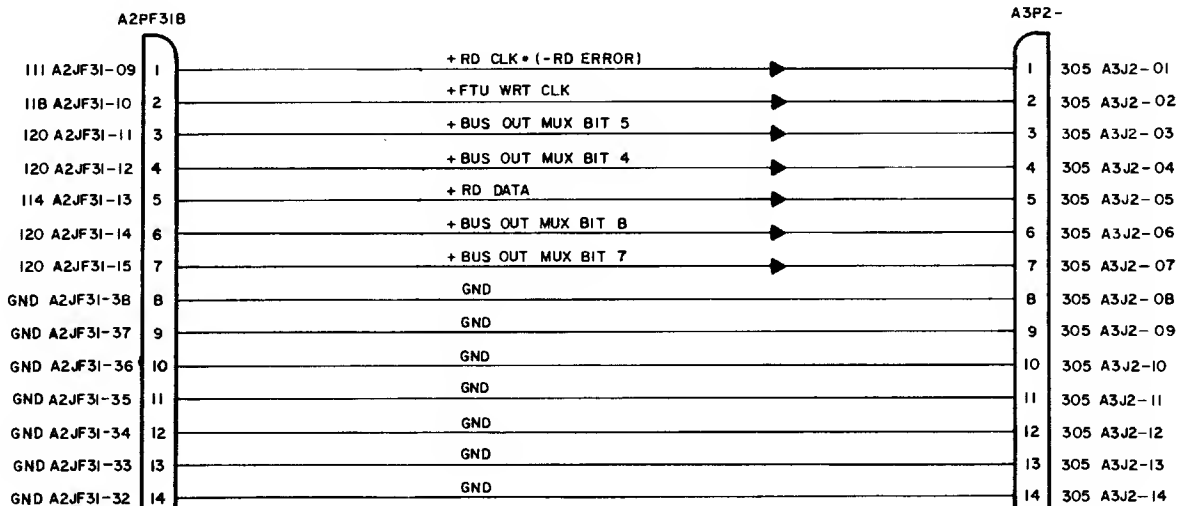 A2PF31B A3P2-
111 A2JF31-09 1 +RD CLK•(-RD ERROR) 1 305 A3J2-01
118 A2JF31-10 2 +FTU WRT CLK 2 305 A3J2-02
120 A2JF31-11 3 +BUS OUT MUX BIT 5 3 305 A3J2-03
120 A2JF31-12 4 +BUS OUT MUX BIT 4 4 305 A3J2-04
114 A2JF31-13 5 +RD DATA 5 305 A3J2-05
120 A2JF31-14 6 +BUS OUT MUX BIT 8 6 305 A3J2-06
120 A2JF31-15 7 +BUS OUT MUX BIT 7 7 305 A3J2-07
GND A2JF31-38 8 GND 8 305 A3J2-08
GND A2JF31-37 9 GND 9 305 A3J2-09
GND A2JF31-36 10 GND 10 305 A3J2-10
GND A2JF31-35 11 GND 11 305 A3J2-11
GND A2JF31-34 12 GND 12 305 A3J2-12
GND A2JF31-33 13 GND 13 305 A3J2-13
GND A2JF31-32 14 GND 14 305 A3J2-14